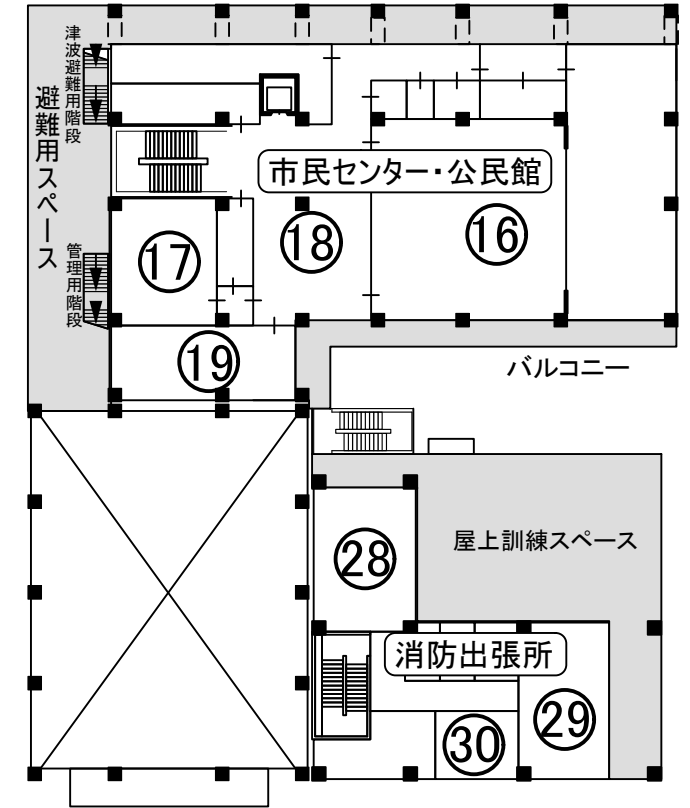 津波避難用階段
避難用スペース
市民センター・公民館
⑰
⑱
⑯
管理用階段
⑲
バルコニー
㉘
屋上訓練スペース
消防出張所
㉙
㉚